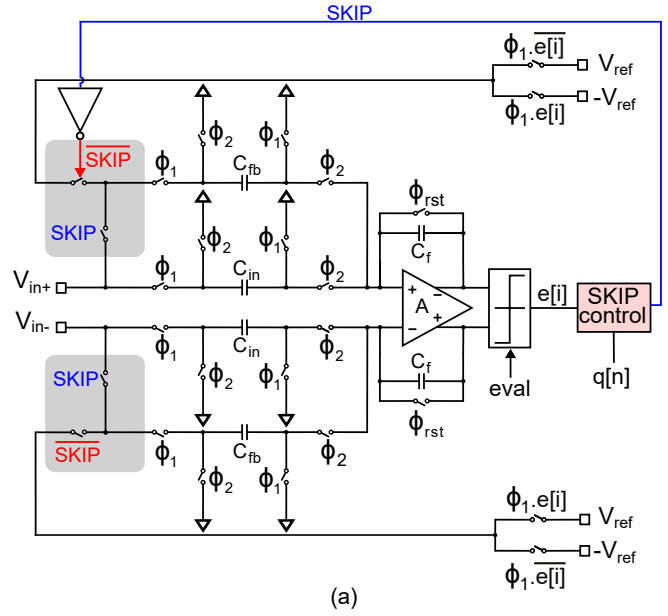 SKIP
ϕ1.e[i]‾ Vref
ϕ1.e[i] -Vref
SKIP‾
ϕ2 ϕ1
ϕ1 Cfb ϕ2
SKIP
ϕ2 ϕ1
ϕrst
Cf
Vin+ ϕ1 Cin ϕ2
+ − A − +
e[i] SKIP control
Vin- ϕ1 Cin ϕ2
Cf
eval q[n]
SKIP
ϕ2 ϕ1
ϕrst
SKIP‾
ϕ1 Cfb ϕ2
ϕ2 ϕ1
ϕ1.e[i] Vref
ϕ1.e[i]‾ -Vref
(a)